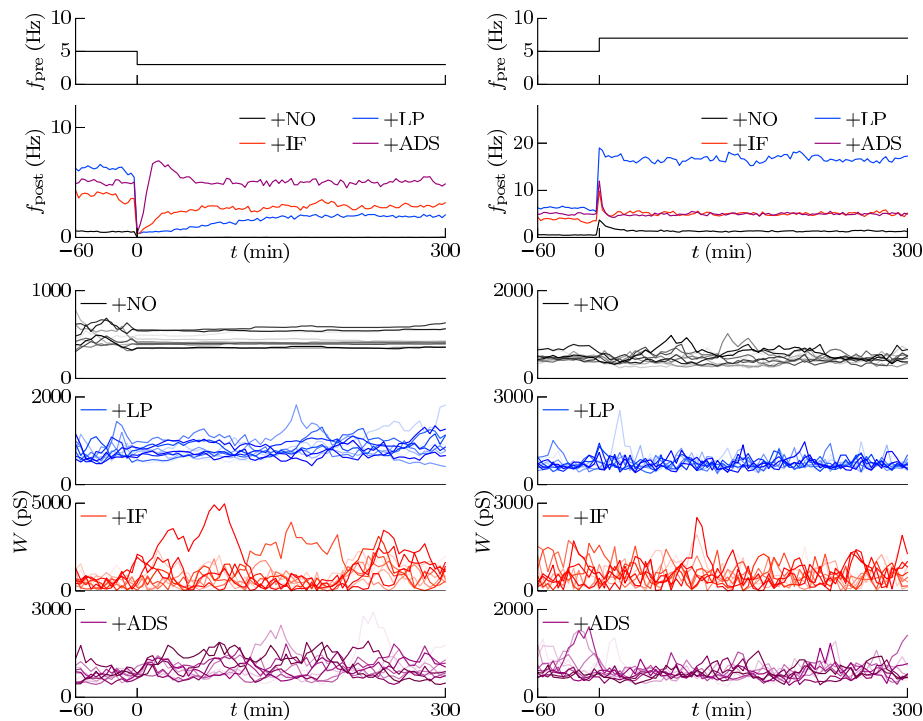 10
5
0
f_pre (Hz)
10
0
f_post (Hz)
+NO
+LP
+IF
+ADS
−60
0
t (min)
300
1000
0
+NO
2000
0
+LP
5000
0
+IF
W (pS)
3000
0
+ADS
−60
0
t (min)
300
10
5
0
f_pre (Hz)
20
10
0
f_post (Hz)
+NO
+LP
+IF
+ADS
−60
0
t (min)
300
2000
0
+NO
3000
0
+LP
3000
0
+IF
W (pS)
2000
0
+ADS
−60
0
t (min)
300